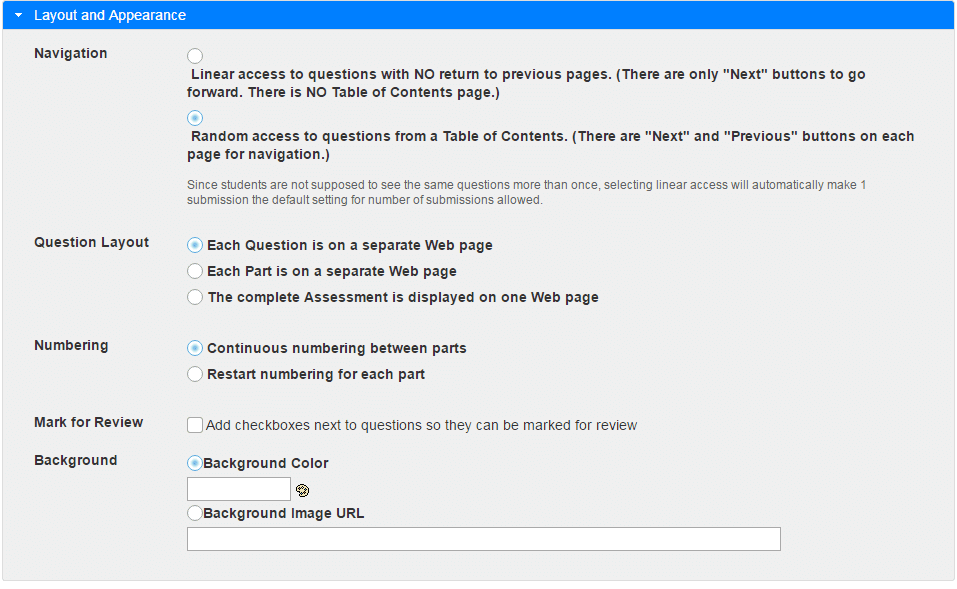 Layout and Appearance
Navigation
Linear access to questions with NO return to previous pages. (There are only "Next" buttons to go
forward. There is NO Table of Contents page.)
Random access to questions from a Table of Contents. (There are "Next" and "Previous" buttons on each
page for navigation.)
Since students are not supposed to see the same questions more than once, selecting linear access will automatically make 1
submission the default setting for number of submissions allowed.
Question Layout
Each Question is on a separate Web page
Each Part is on a separate Web page
The complete Assessment is displayed on one Web page
Numbering
Continuous numbering between parts
Restart numbering for each part
Mark for Review
Add checkboxes next to questions so they can be marked for review
Background
Background Color
Background Image URL